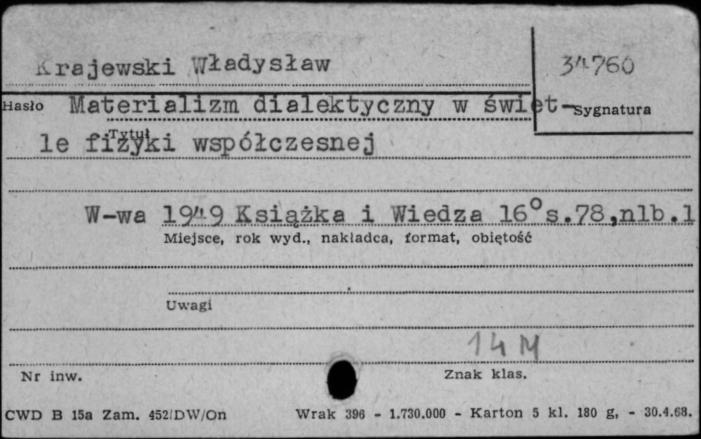 Krajewski Władysław 34760
Hasło Materializm dialektyczny w świet- Sygnatura
Tytuł
le fizyki współczesnej
W-wa 1949 Książka i Wiedza 16° s.78,nlb.1
Miejsce, rok wyd., nakładca, format, objętość
Uwagi
14 M
Nr inw. Znak klas.
CWD B 15a Zam. 452/DW/On Wrak 396 - 1.730.000 - Karton 5 kl. 180 g, - 30.4.68.